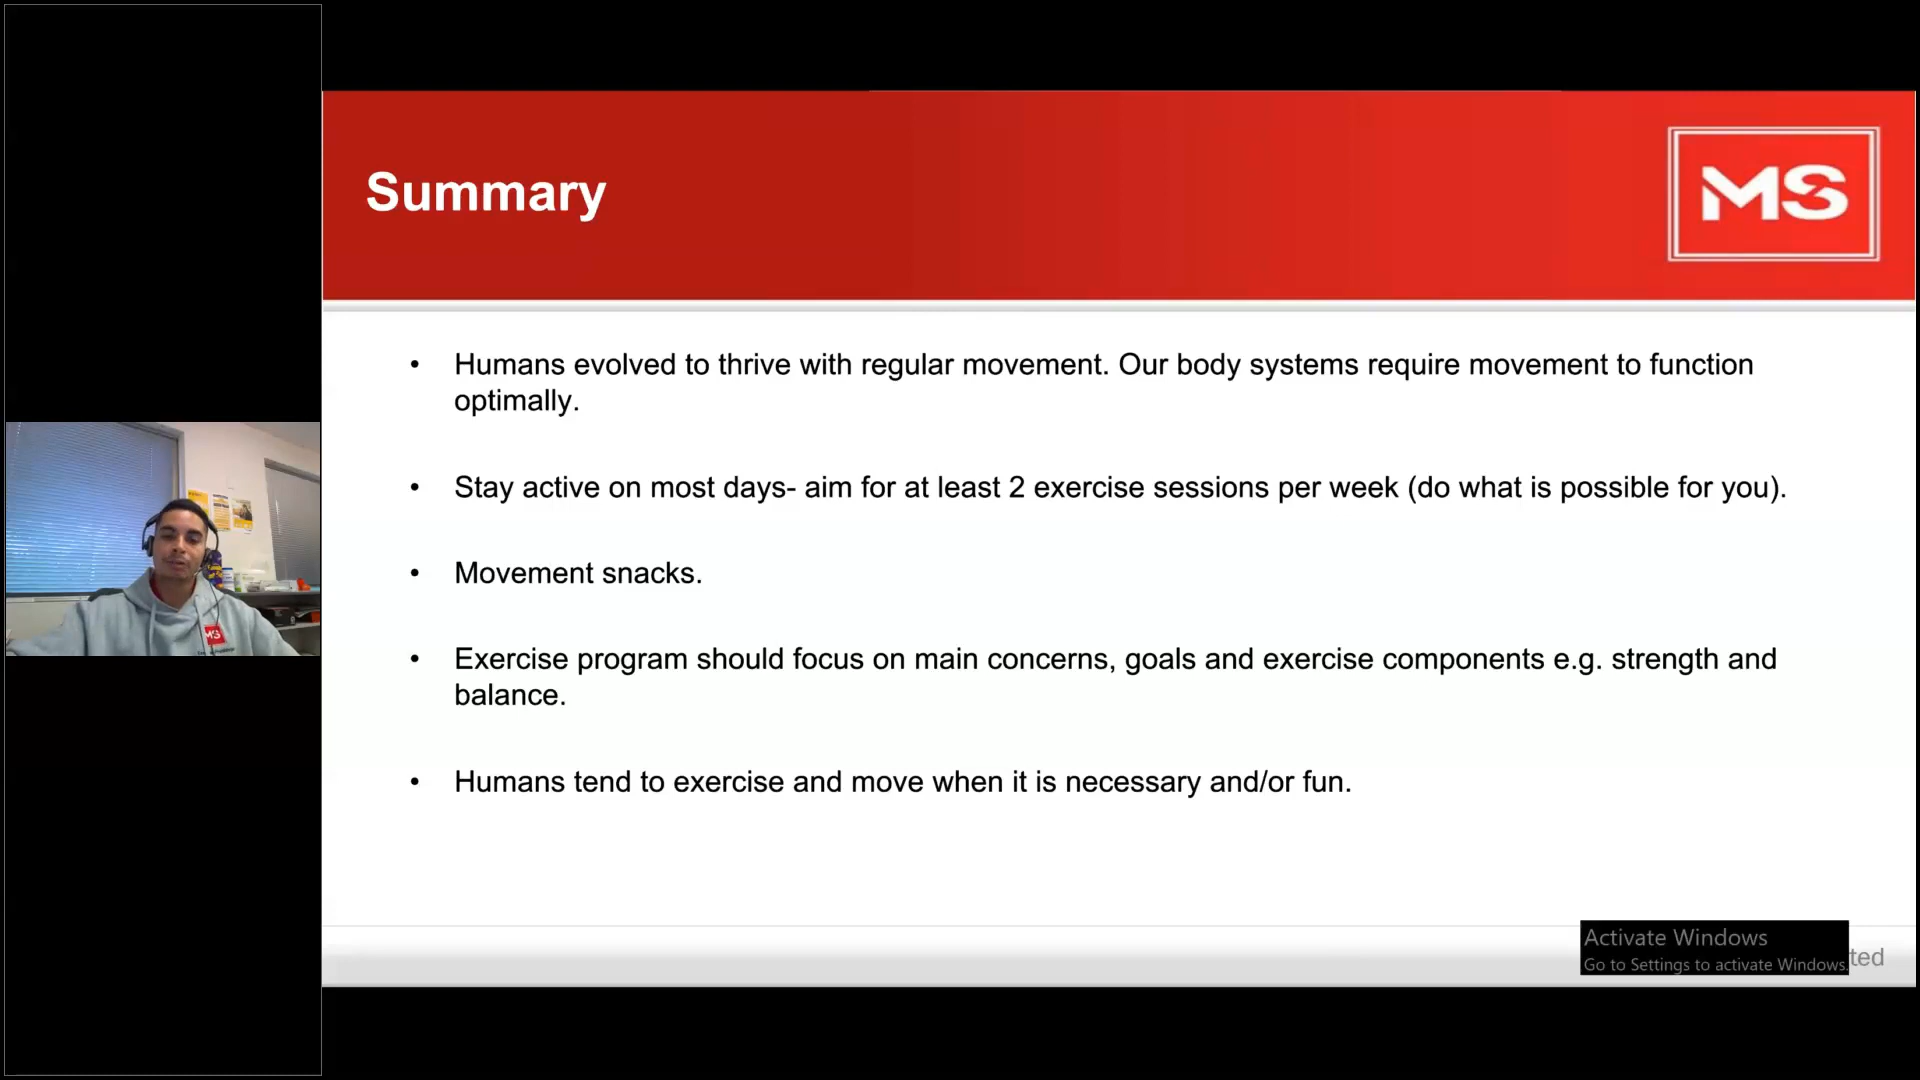 Summary
MS
• Humans evolved to thrive with regular movement. Our body systems require movement to function
optimally.
• Stay active on most days- aim for at least 2 exercise sessions per week (do what is possible for you).
• Movement snacks.
• Exercise program should focus on main concerns, goals and exercise components e.g. strength and
balance.
• Humans tend to exercise and move when it is necessary and/or fun.
MS
Activate Windows
Go to Settings to activate Windows.
ted